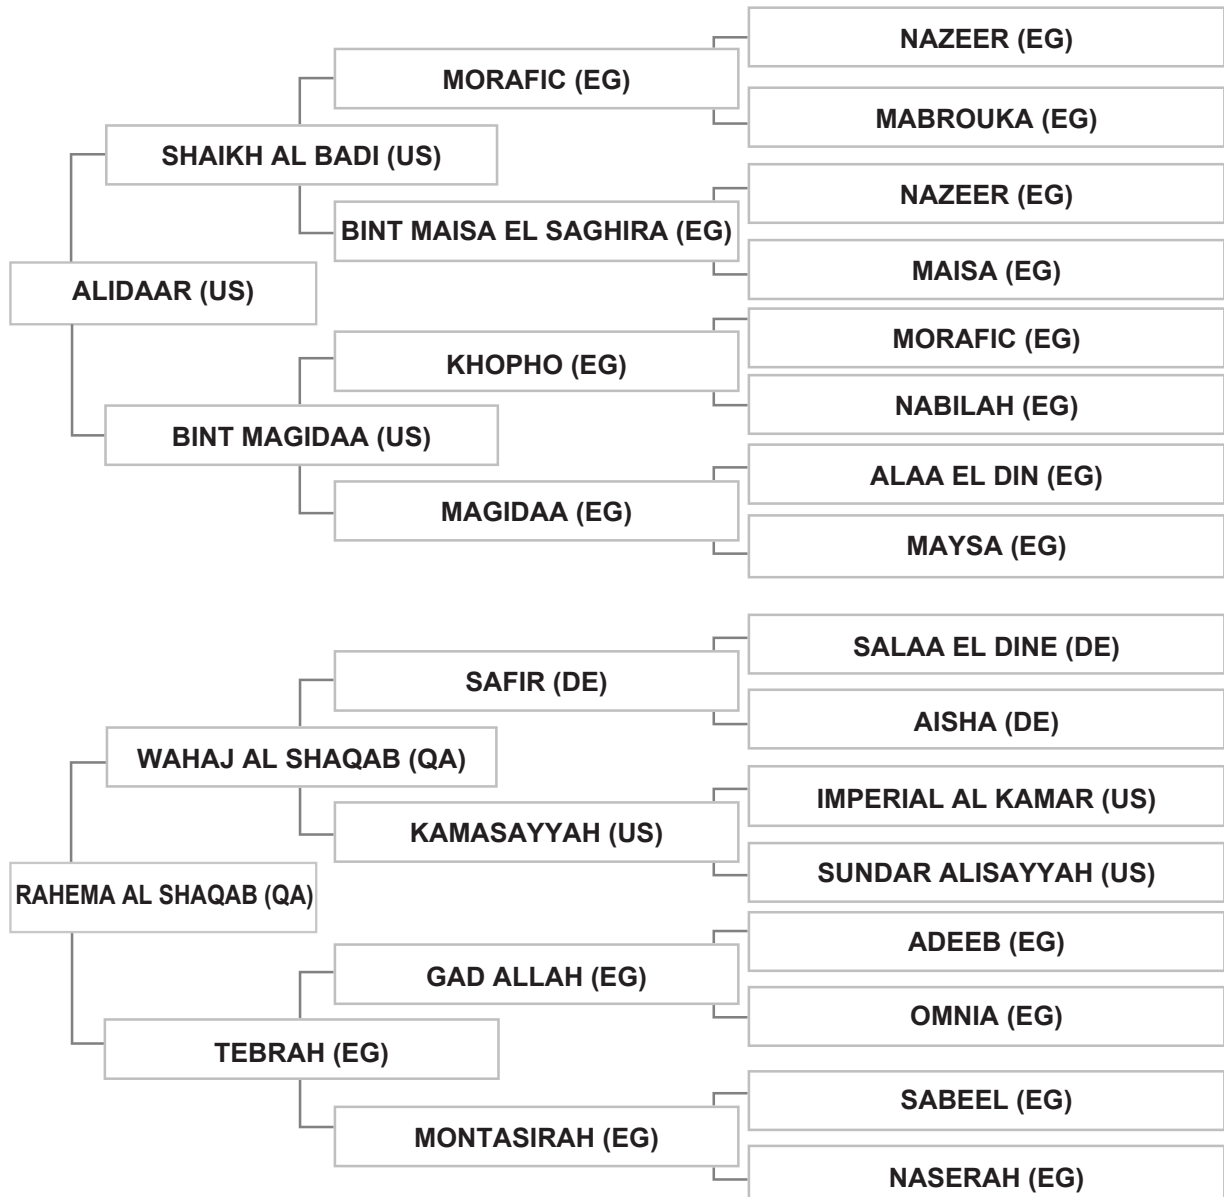 NAZEER (EG)
MORAFIC (EG)
MABROUKA (EG)
SHAIKH AL BADI (US)
NAZEER (EG)
BINT MAISA EL SAGHIRA (EG)
MAISA (EG)
ALIDAAR (US)
MORAFIC (EG)
KHOPHO (EG)
NABILAH (EG)
BINT MAGIDAA (US)
ALAA EL DIN (EG)
MAGIDAA (EG)
MAYSA (EG)
SALAA EL DINE (DE)
SAFIR (DE)
AISHA (DE)
WAHAJ AL SHAQAB (QA)
IMPERIAL AL KAMAR (US)
KAMASAYYAH (US)
SUNDAR ALISAYYAH (US)
RAHEMA AL SHAQAB (QA)
ADEEB (EG)
GAD ALLAH (EG)
OMNIA (EG)
TEBRAH (EG)
SABEEL (EG)
MONTASIRAH (EG)
NASERAH (EG)